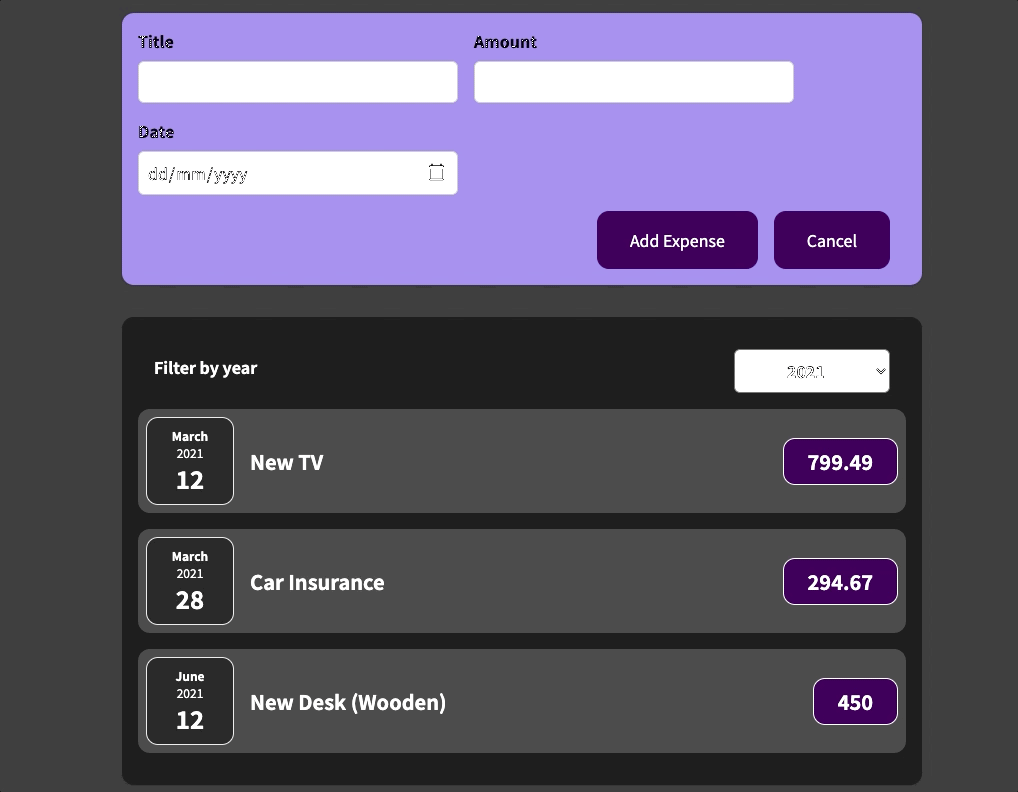 Title
Amount
Date
dd/mm/yyyy
Add Expense
Cancel
Filter by year
2021
March
2021
12
New TV
799.49
March
2021
28
Car Insurance
294.67
June
2021
12
New Desk (Wooden)
450